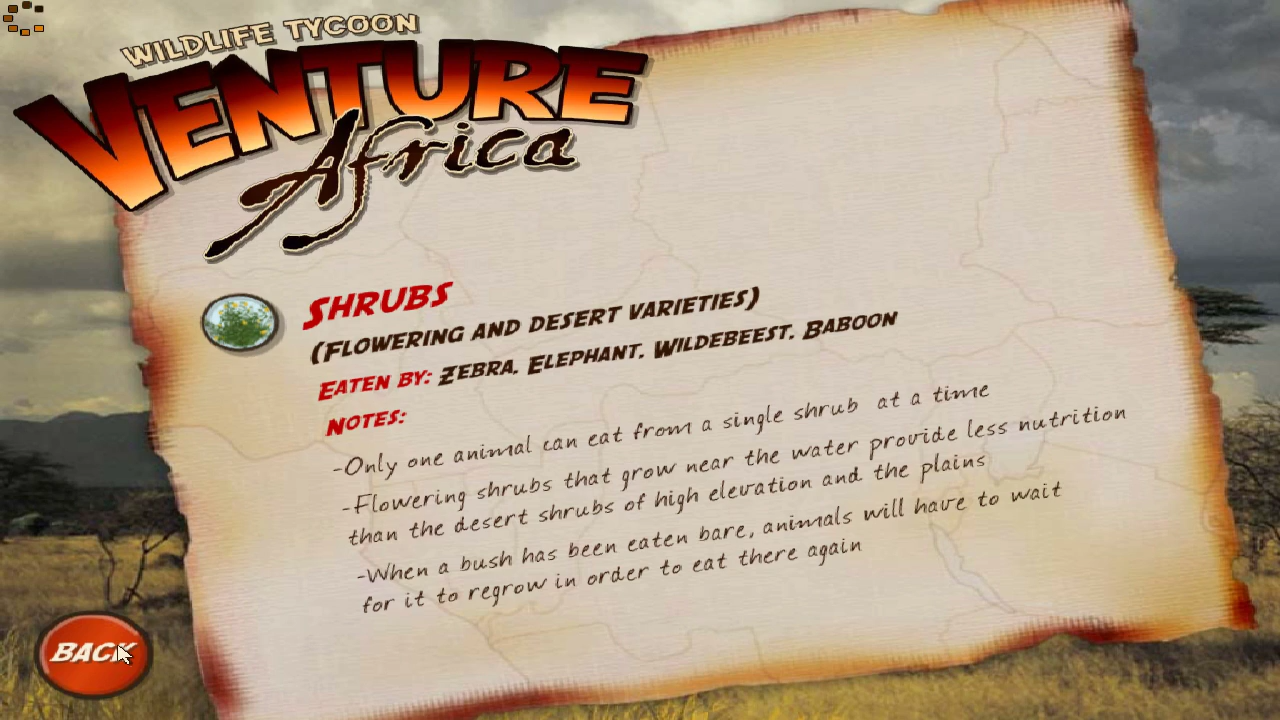 WILDLIFE TYCOON
VENTURE
Africa
SHRUBS
(FLOWERING AND DESERT VARIETIES)
EATEN BY: ZEBRA, ELEPHANT, WILDEBEEST, BABOON
NOTES:
-Only one animal can eat from a single shrub at a time
-Flowering shrubs that grow near the water provide less nutrition
than the desert shrubs of high elevation and the plains
-When a bush has been eaten bare, animals will have to wait
for it to regrow in order to eat there again
BACK